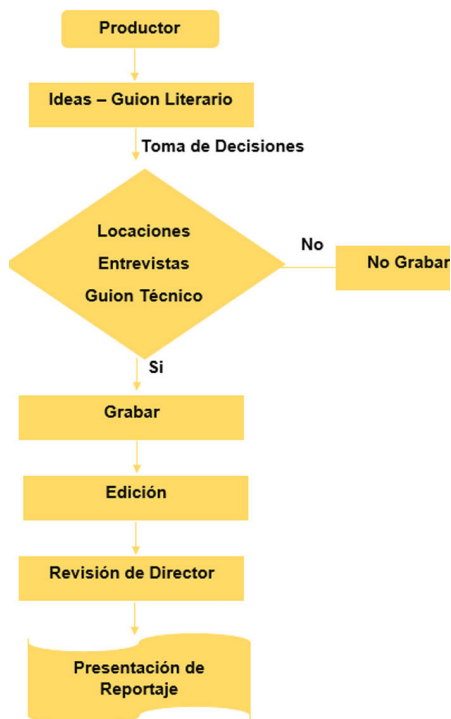 Productor
Ideas – Guion Literario
Toma de Decisiones
Locaciones
Entrevistas
Guion Técnico
No
No Grabar
Si
Grabar
Edición
Revisión de Director
Presentación de
Reportaje